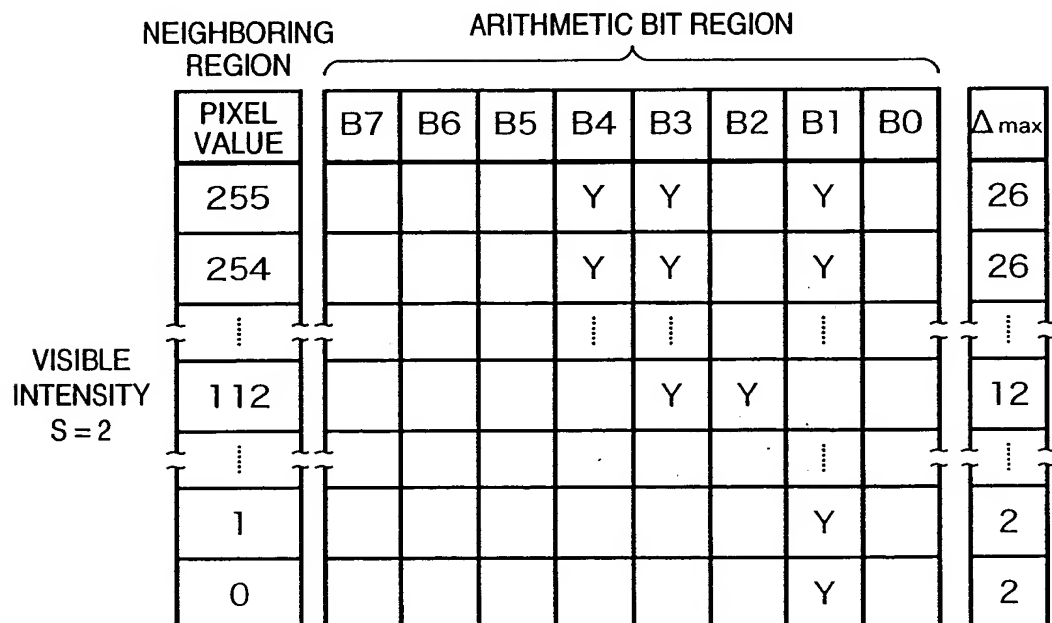 NEIGHBORING REGION
ARITHMETIC BIT REGION
PIXEL VALUE B7 B6 B5 B4 B3 B2 B1 B0 Δ max
255 Y Y Y 26
254 Y Y Y 26
VISIBLE INTENSITY S = 2
112 Y Y 12
1 Y 2
0 Y 2